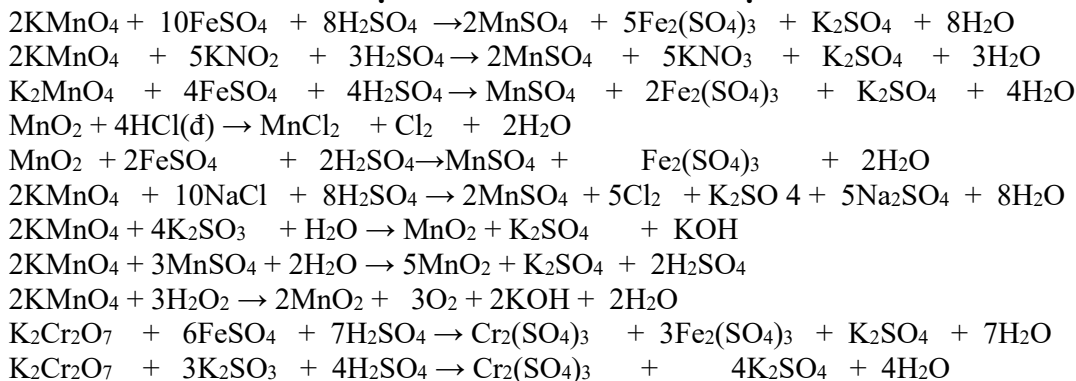 2KMnO₄ + 10FeSO₄ + 8H₂SO₄ →2MnSO₄ + 5Fe₂(SO₄)₃ + K₂SO₄ + 8H₂O
2KMnO₄ + 5KNO₂ + 3H₂SO₄→ 2MnSO₄ + 5KNO₃ + K₂SO₄ + 3H₂O
K₂MnO₄ + 4FeSO₄ + 4H₂SO₄→ MnSO₄ + 2Fe₂(SO₄)₃ + K₂SO₄ + 4H₂O
MnO₂ + 4HCl(đ) → MnCl₂ + Cl₂ + 2H₂O
MnO₂ + 2FeSO₄ + 2H₂SO₄→MnSO₄ + Fe₂(SO₄)₃ + 2H₂O
2KMnO₄ + 10NaCl + 8H₂SO₄ → 2MnSO₄ + 5Cl₂ + K₂SO 4 + 5Na₂SO₄ + 8H₂O
2KMnO₄ + 4K₂SO₃ + H₂O → MnO₂ + K₂SO₄ + KOH
2KMnO₄ + 3MnSO₄ + 2H₂O → 5MnO₂ + K₂SO₄ + 2H₂SO₄
2KMnO₄ + 3H₂O₂ → 2MnO₂ + 3O₂ + 2KOH + 2H₂O
K₂Cr₂O₇ + 6FeSO₄ + 7H₂SO₄ → Cr₂(SO₄)₃ + 3Fe₂(SO₄)₃ + K₂SO₄ + 7H₂O
K₂Cr₂O₇ + 3K₂SO₃ + 4H₂SO₄ → Cr₂(SO₄)₃ + 4K₂SO₄ + 4H₂O